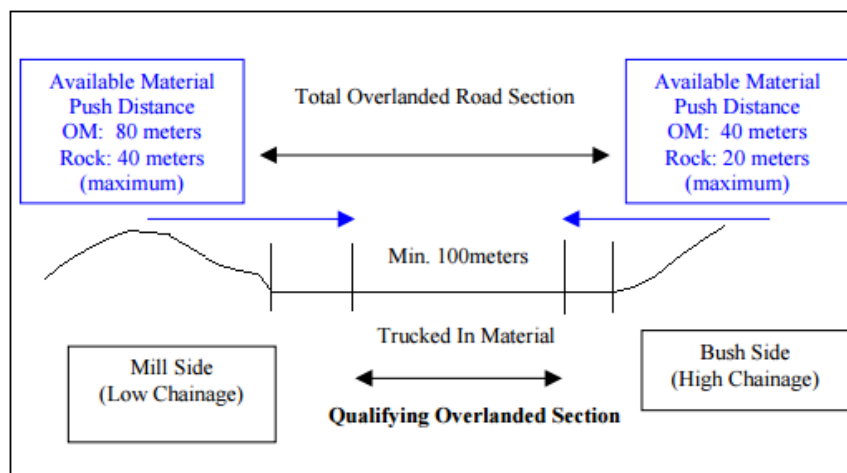 Available Material
Push Distance
OM: 80 meters
Rock: 40 meters
(maximum)
Total Overlanded Road Section
Available Material
Push Distance
OM: 40 meters
Rock: 20 meters
(maximum)
Min. 100meters
Trucked In Material
Mill Side
(Low Chainage)
Bush Side
(High Chainage)
Qualifying Overlanded Section